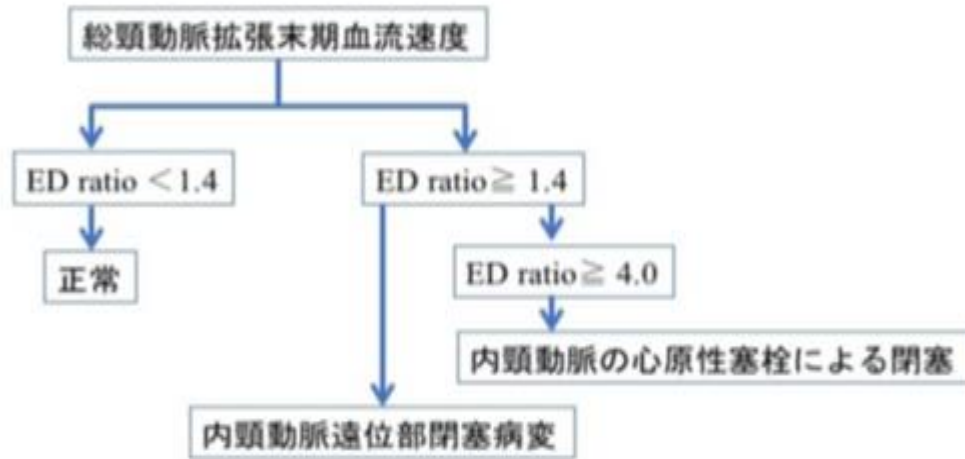 総頸動脈拡張末期血流速度
ED ratio <1.4
ED ratio≧ 1.4
正常
ED ratio≧ 4.0
内頸動脈の心原性塞栓による閉塞
内頸動脈遠位部閉塞病変